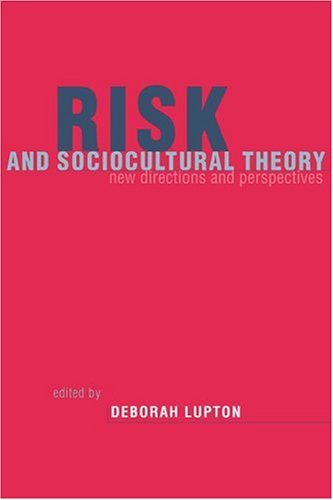 RISK
AND SOCIOCULTURAL THEORY
new directions and perspectives
edited by
DEBORAH LUPTON